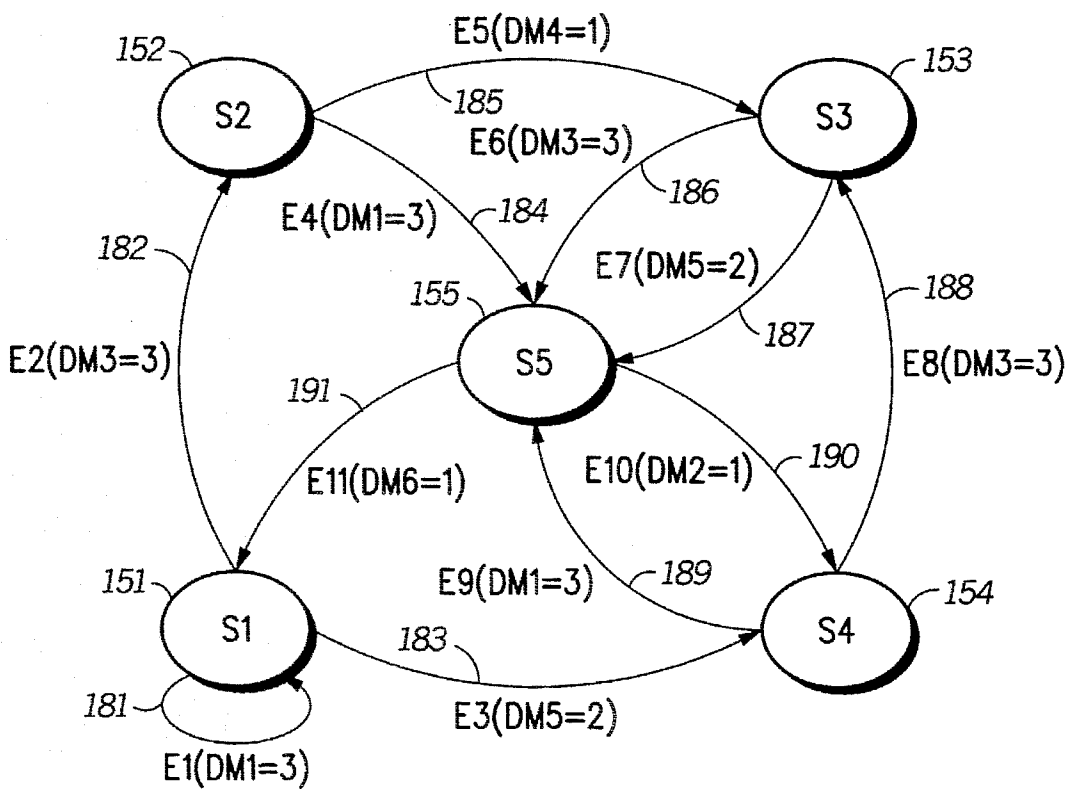 E5(DM4=1)
152
153
S2
185
S3
E6(DM3=3)
186
184
E4(DM1=3)
182
E7(DM5=2)
155
188
187
S5
E2(DM3=3)
E8(DM3=3)
191
190
E10(DM2=1)
E11(DM6=1)
151
E9(DM1=3)
189
154
S1
S4
183
181
E3(DM5=2)
E1(DM1=3)